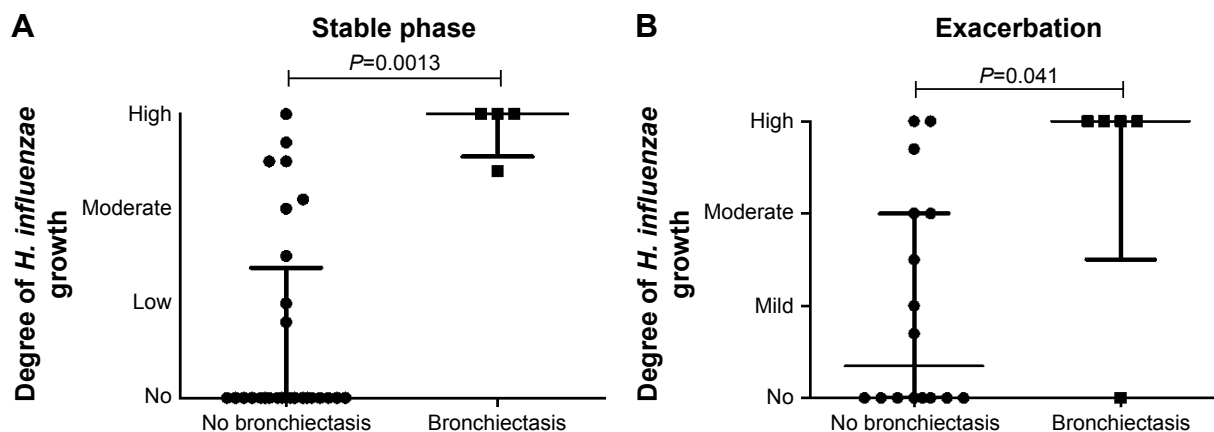 A
Stable phase
P=0.0013
Degree of H. influenzae
growth
High
Moderate
Low
No
No bronchiectasis
Bronchiectasis
B
Exacerbation
P=0.041
Degree of H. influenzae
growth
High
Moderate
Mild
No
No bronchiectasis
Bronchiectasis